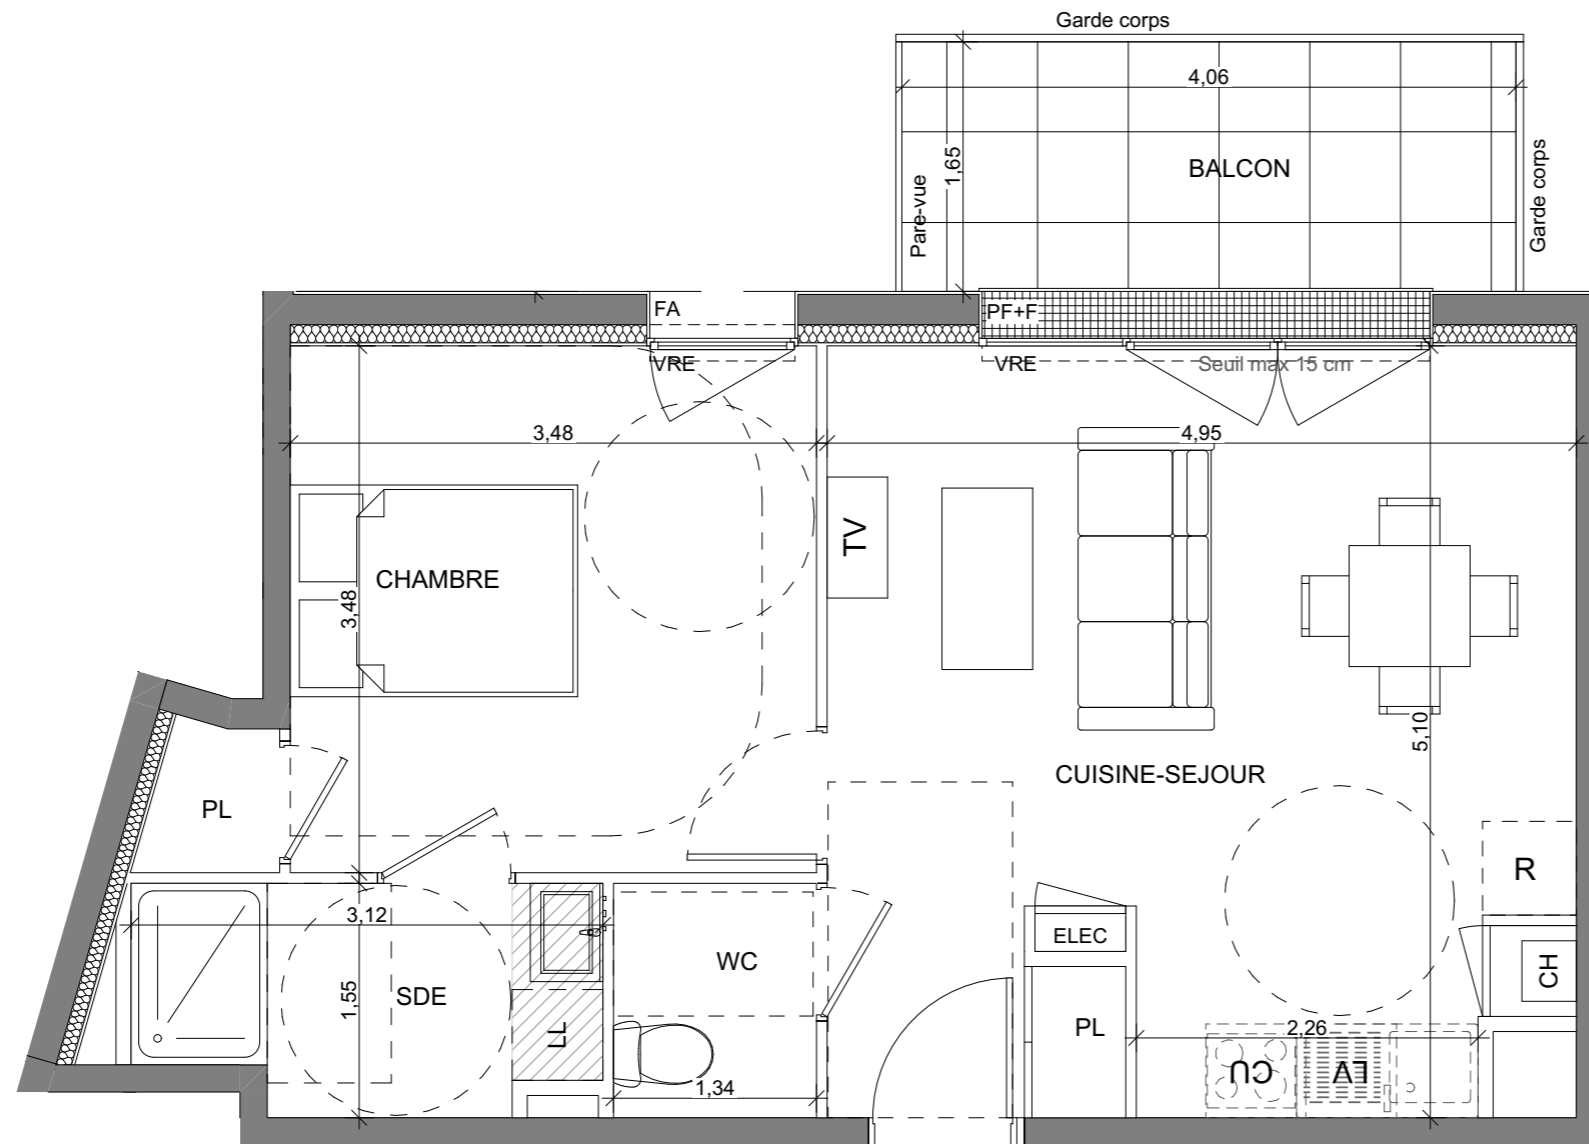 Garde corps
4,06
1,65
BALCON
Pare-vue
Garde corps
FA
PF+F
VRE
VRE
Seuil max 15 cm
3,48
4,95
TV
CHAMBRE
3,48
5,10
CUISINE-SEJOUR
PL
R
3,12
ELEC
WC
CH
SDE
1,55
LL
PL
2,26
1,34
CU
EV